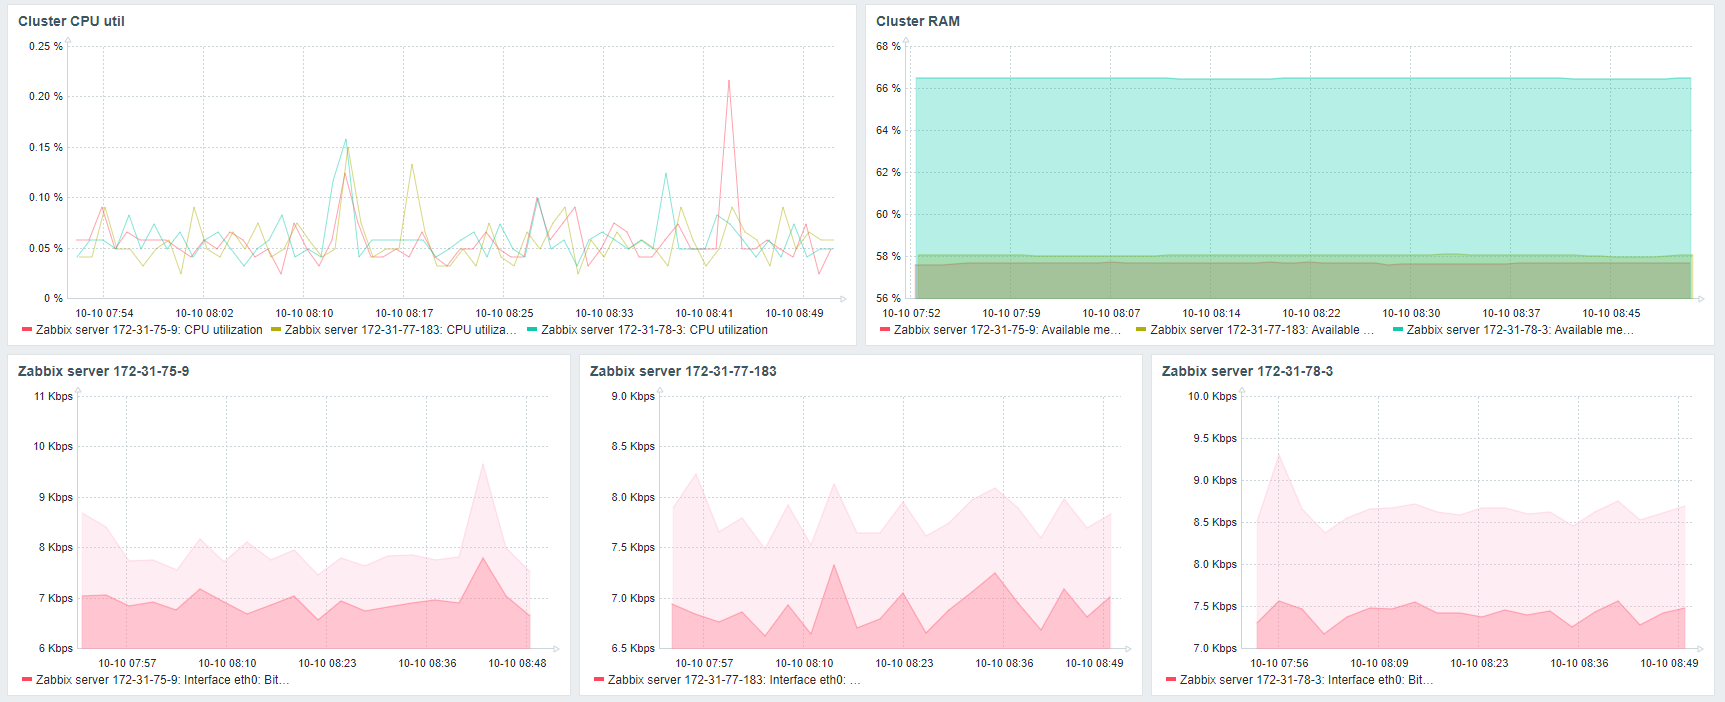 Cluster CPU util
0.25 %
0.20 %
0.15 %
0.10 %
0.05 %
0 %
10-10 07:54 10-10 08:02 10-10 08:10 10-10 08:17 10-10 08:25 10-10 08:33 10-10 08:41 10-10 08:49
Zabbix server 172-31-75-9: CPU utilization Zabbix server 172-31-77-183: CPU utiliza... Zabbix server 172-31-78-3: CPU utilization
Cluster RAM
68 %
66 %
64 %
62 %
60 %
58 %
56 %
10-10 07:52 10-10 07:59 10-10 08:07 10-10 08:14 10-10 08:22 10-10 08:30 10-10 08:37 10-10 08:45
Zabbix server 172-31-75-9: Available me... Zabbix server 172-31-77-183: Available ... Zabbix server 172-31-78-3: Available me...
Zabbix server 172-31-75-9
11 Kbps
10 Kbps
9 Kbps
8 Kbps
7 Kbps
6 Kbps
10-10 07:57 10-10 08:10 10-10 08:23 10-10 08:36 10-10 08:48
Zabbix server 172-31-75-9: Interface eth0: Bit...
Zabbix server 172-31-77-183
9.0 Kbps
8.5 Kbps
8.0 Kbps
7.5 Kbps
7.0 Kbps
6.5 Kbps
10-10 07:57 10-10 08:10 10-10 08:23 10-10 08:36 10-10 08:49
Zabbix server 172-31-77-183: Interface eth0: ...
Zabbix server 172-31-78-3
10.0 Kbps
9.5 Kbps
9.0 Kbps
8.5 Kbps
8.0 Kbps
7.5 Kbps
7.0 Kbps
10-10 07:56 10-10 08:09 10-10 08:23 10-10 08:36 10-10 08:49
Zabbix server 172-31-78-3: Interface eth0: Bit...